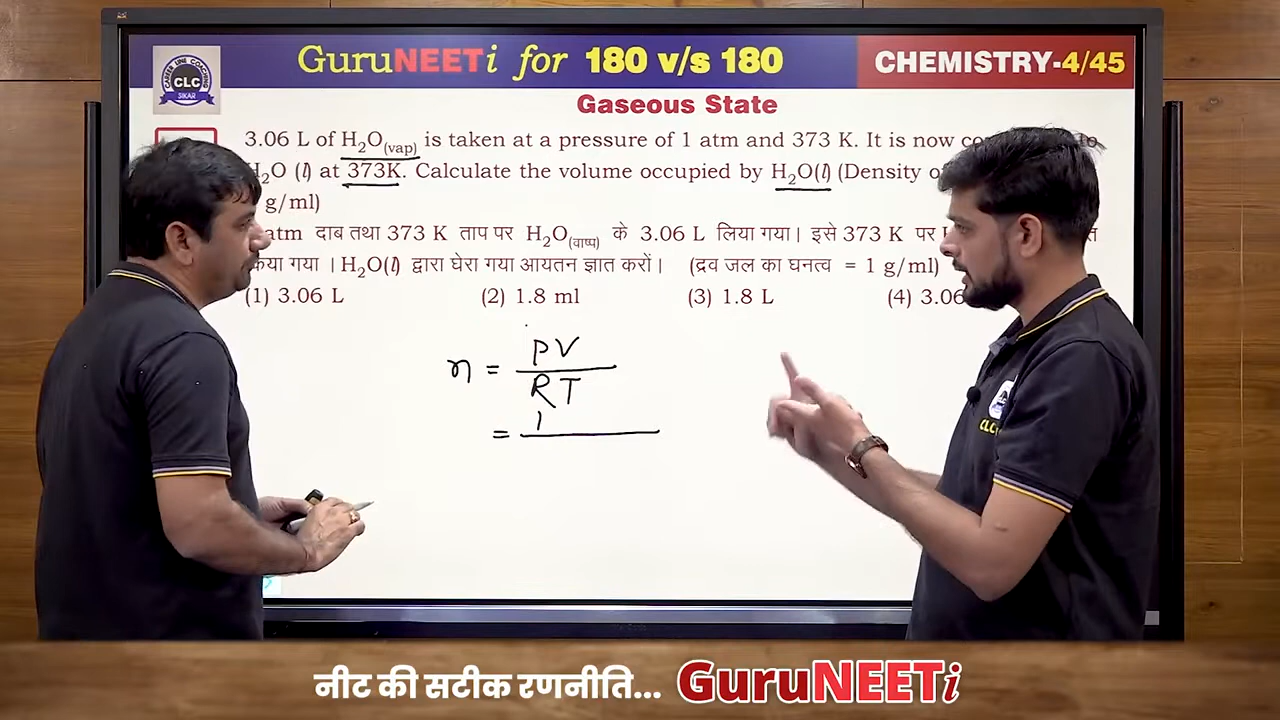 GuruNEETi for 180 v/s 180
CHEMISTRY-4/45
CAREER LINE COACHING
CLC
SIKAR
Gaseous State
3.06 L of H₂O(vap) is taken at a pressure of 1 atm and 373 K. It is now
H₂O (l) at 373K. Calculate the volume occupied by H₂O(l) (Density
g/ml)
atm दाब तथा 373 K ताप पर H₂O(वाष्प) के 3.06 L लिया गया। इसे 373 K पर
किया गया ।H₂O(l) द्वारा घेरा गया आयतन ज्ञात करों। (द्रव जल का घनत्व = 1 g/ml)
(1) 3.06 L (2) 1.8 ml (3) 1.8 L (4) 3.06
n = PV
RT
= 1
CLC
नीट की सटीक रणनीति... GuruNEETi